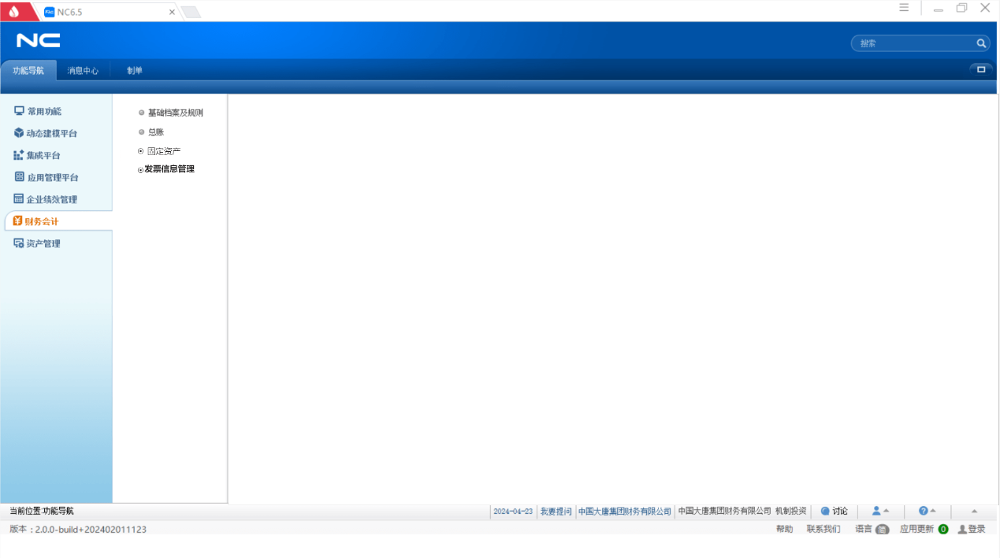 NC6.5
NC
搜索
功能导航 消息中心 制单
常用功能
动态建模平台
集成平台
应用管理平台
企业绩效管理
财务会计
资产管理
基础档案及规则
总账
固定资产
发票信息管理
当前位置:功能导航 2024-04-23 我要提问 中国大唐集团财务有限公司 中国大唐集团财务有限公司 机制投资 讨论
版本：2.0.0-build+202402011123 帮助 联系我们 语言 简 应用更新 0 登录